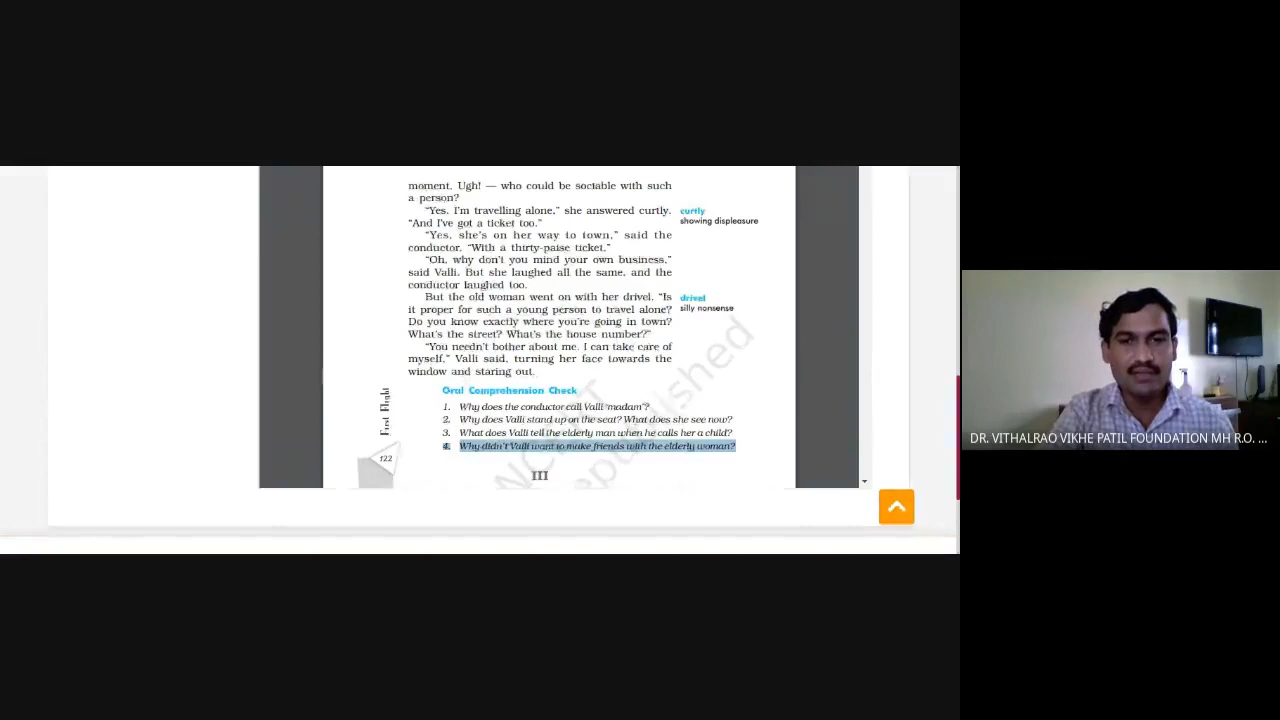 moment. Ugh! — who could be sociable with such
a person?
"Yes, I'm travelling alone," she answered curtly.
"And I've got a ticket too."
"Yes, she's on her way to town," said the
conductor. "With a thirty-paise ticket."
"Oh, why don't you mind your own business,"
said Valli. But she laughed all the same, and the
conductor laughed too.
But the old woman went on with her drivel. "Is
it proper for such a young person to travel alone?
Do you know exactly where you're going in town?
What's the street? What's the house number?"
"You needn't bother about me. I can take care of
myself," Valli said, turning her face towards the
window and staring out.
curtly
showing displeasure
drivel
silly nonsense
Oral Comprehension Check
1. Why does the conductor call Valli 'madam'?
2. Why does Valli stand up on the seat? What does she see now?
3. What does Valli tell the elderly man when he calls her a child?
4. Why didn't Valli want to make friends with the elderly woman?
III
First Flight
122
DR. VITHALRAO VIKHE PATIL FOUNDATION MH R.O. ...